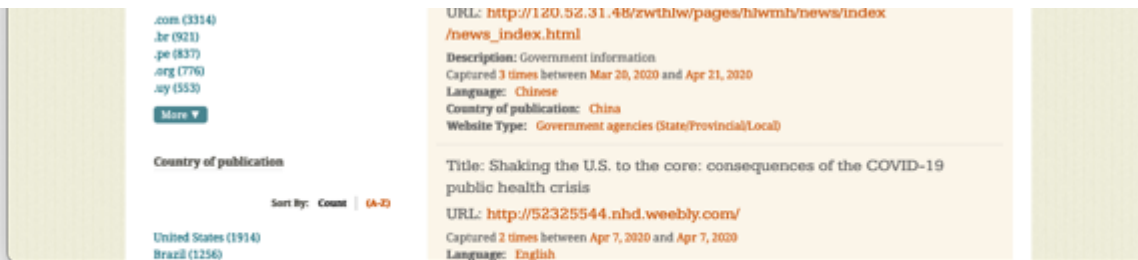 .com (3314)
.br (921)
.pe (837)
.org (776)
.uy (553)
More ▼
Country of publication
Sort By: Count | (A-Z)
United States (1914)
Brazil (1256)
URL: http://120.52.31.48/zwthlw/pages/hlwmh/news/index
/news_index.html
Description: Government information
Captured 3 times between Mar 20, 2020 and Apr 21, 2020
Language: Chinese
Country of publication: China
Website Type: Government agencies (State/Provincial/Local)
Title: Shaking the U.S. to the core: consequences of the COVID-19
public health crisis
URL: http://52325544.nhd.weebly.com/
Captured 2 times between Apr 7, 2020 and Apr 7, 2020
Language: English